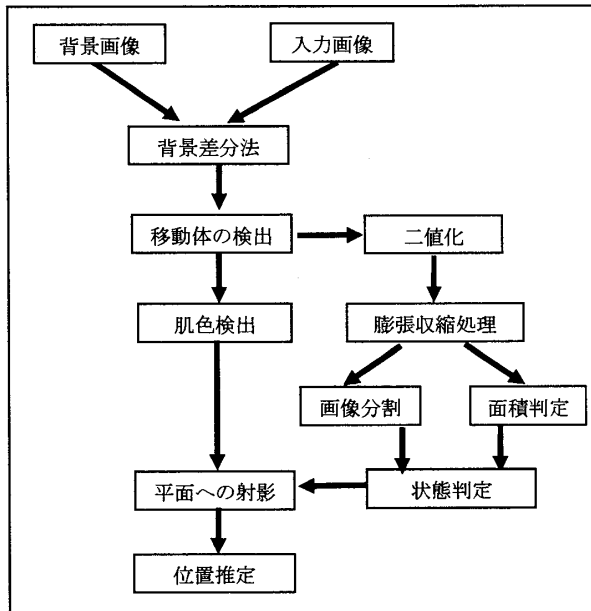 背景画像
入力画像
背景差分法
移動体の検出
二値化
肌色検出
膨張収縮処理
画像分割
面積判定
平面への射影
状態判定
位置推定